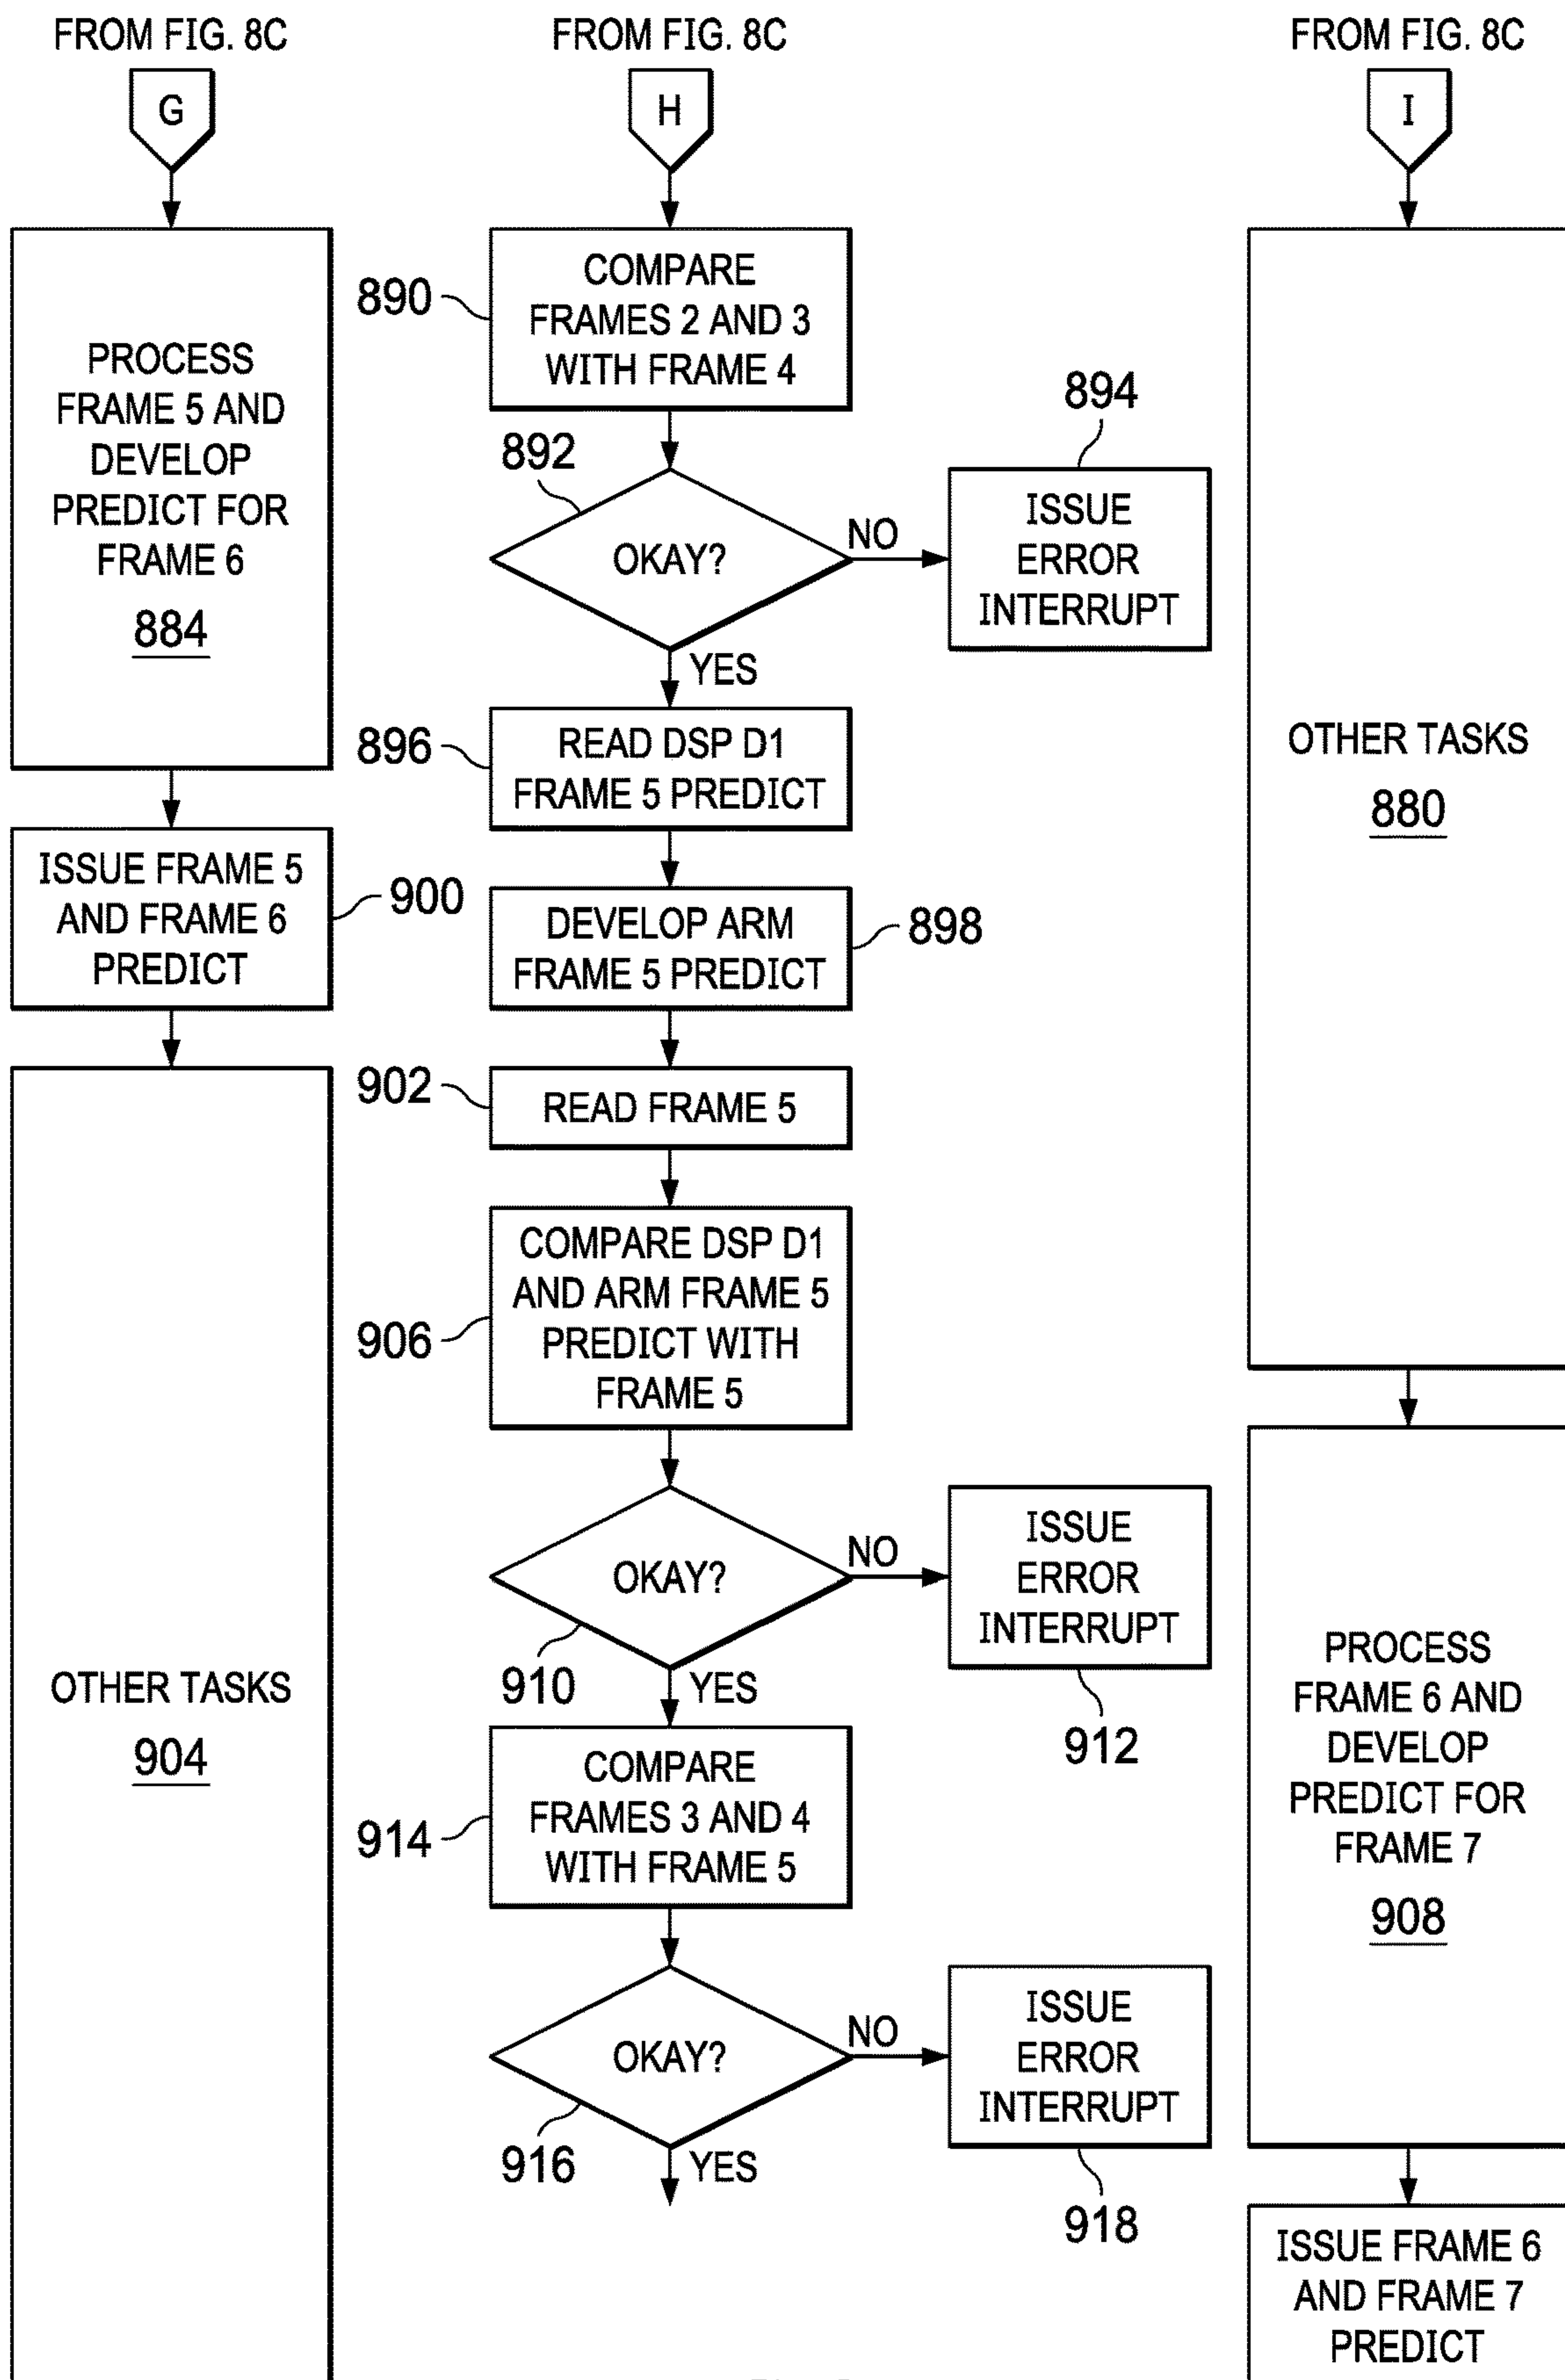 FROM FIG. 8C
G
PROCESS
FRAME 5 AND
DEVELOP
PREDICT FOR
FRAME 6
884
ISSUE FRAME 5
AND FRAME 6
PREDICT
900
OTHER TASKS
904
FROM FIG. 8C
H
890
COMPARE
FRAMES 2 AND 3
WITH FRAME 4
892
OKAY?
NO
894
ISSUE
ERROR
INTERRUPT
YES
896
READ DSP D1
FRAME 5 PREDICT
DEVELOP ARM
FRAME 5 PREDICT
898
902
READ FRAME 5
906
COMPARE DSP D1
AND ARM FRAME 5
PREDICT WITH
FRAME 5
OKAY?
910
NO
ISSUE
ERROR
INTERRUPT
912
YES
914
COMPARE
FRAMES 3 AND 4
WITH FRAME 5
OKAY?
916
NO
ISSUE
ERROR
INTERRUPT
918
YES
FROM FIG. 8C
I
OTHER TASKS
880
PROCESS
FRAME 6 AND
DEVELOP
PREDICT FOR
FRAME 7
908
ISSUE FRAME 6
AND FRAME 7
PREDICT